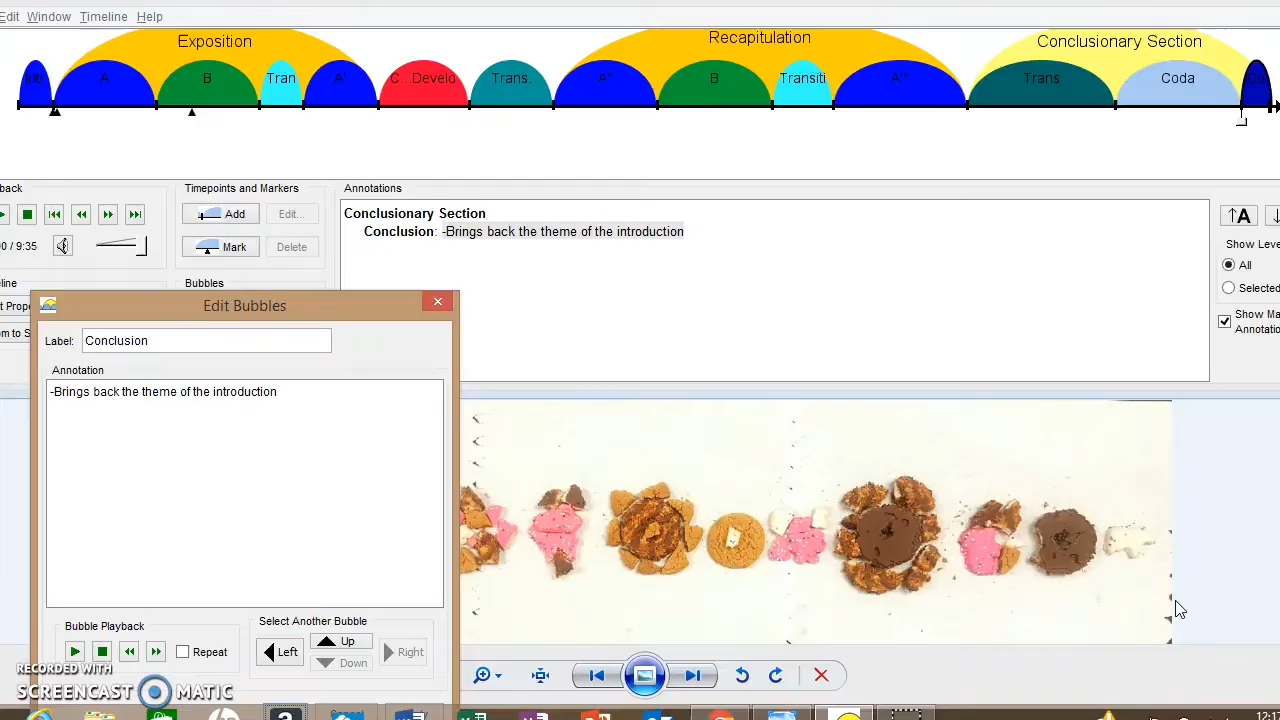 Edit Window Timeline Help
Exposition Recapitulation Conclusionary Section
Intr A B Tran A' C...Develo Trans. A'' B Transiti A''' Trans Coda Co
back Timepoints and Markers Annotations
Add Edit... Conclusionary Section
Conclusion: -Brings back the theme of the introduction
Mark Delete
0 / 9:35
Bubbles
A
Show Leve
All
Selected
Show Ma
Annotatio
Edit Bubbles
Label: Conclusion
Annotation
-Brings back the theme of the introduction
Bubble Playback Select Another Bubble
Repeat Left Up Down Right
RECORDED WITH
SCREENCAST MATIC